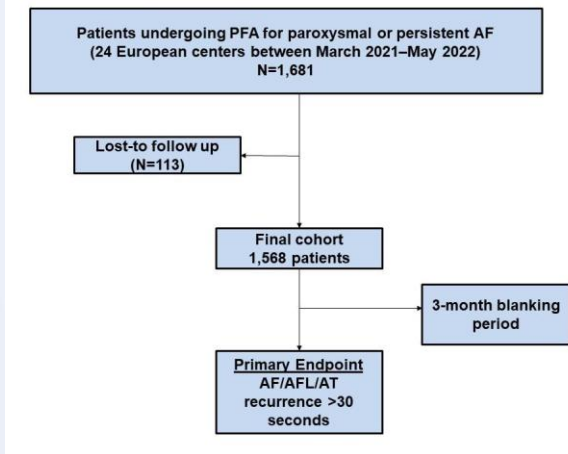 Patients undergoing PFA for paroxysmal or persistent AF
(24 European centers between March 2021–May 2022)
N=1,681
Lost-to follow up
(N=113)
Final cohort
1,568 patients
3-month blanking
period
Primary Endpoint
AF/AFL/AT
recurrence >30
seconds